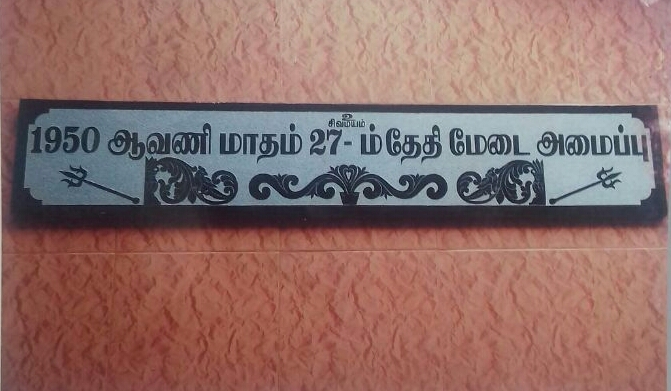 உ
சிவமயம்
1950 ஆவணி மாதம் 27- ம்தேதி மேடை அமைப்பு